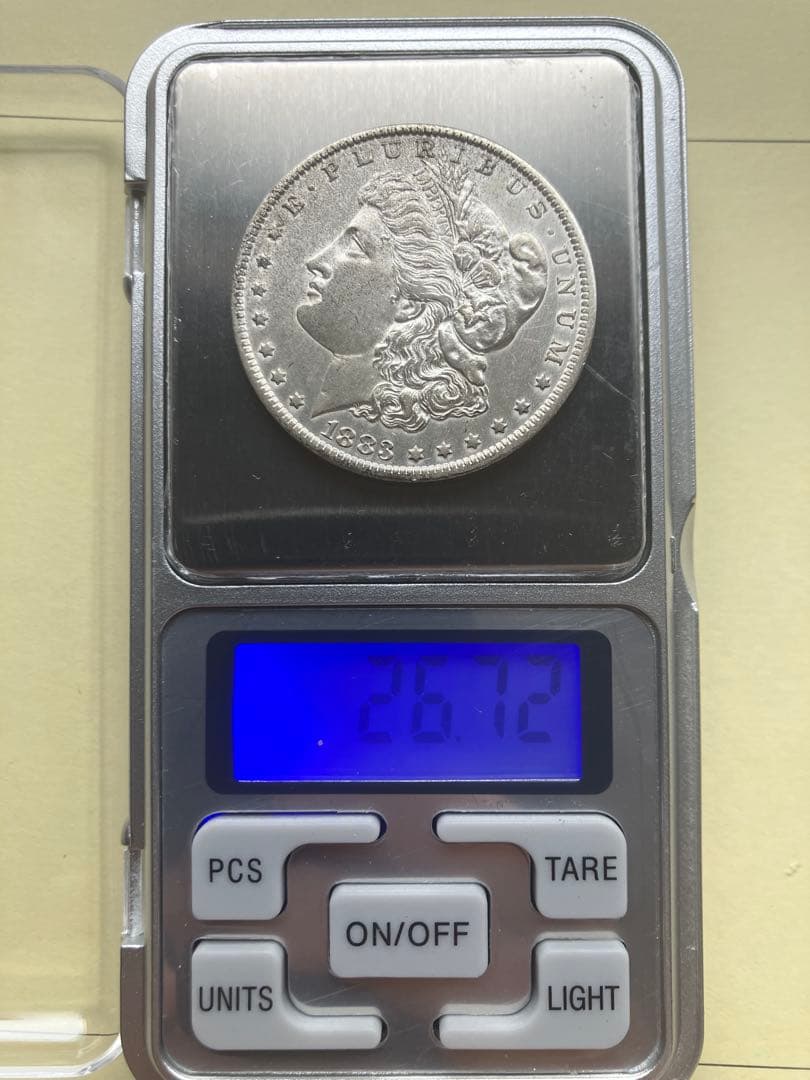 E·PLURIBUS·UNUM
1883
26.72
PCS
TARE
ON/OFF
UNITS
LIGHT